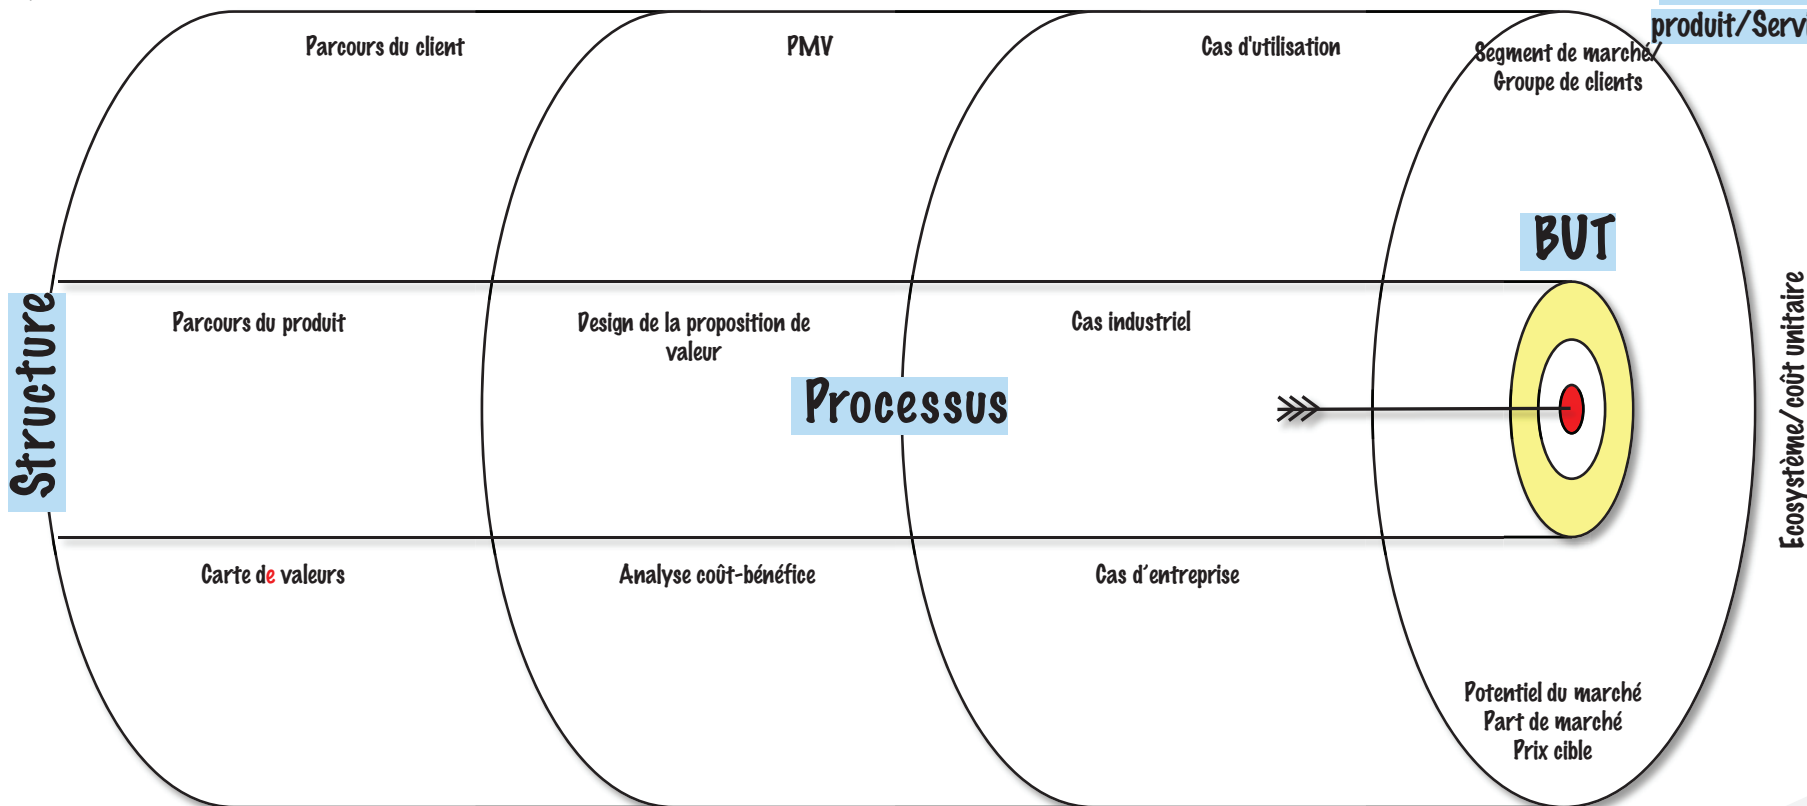 Parcours du client
PMV
Cas d'utilisation
Segment de marché/
Groupe de clients
BUT
Structure
Parcours du produit
Design de la proposition de
valeur
Cas industriel
Processus
Ecosystème/coût unitaire
Carte de valeurs
Analyse coût-bénéfice
Cas d'entreprise
Potentiel du marché
Part de marché
Prix cible